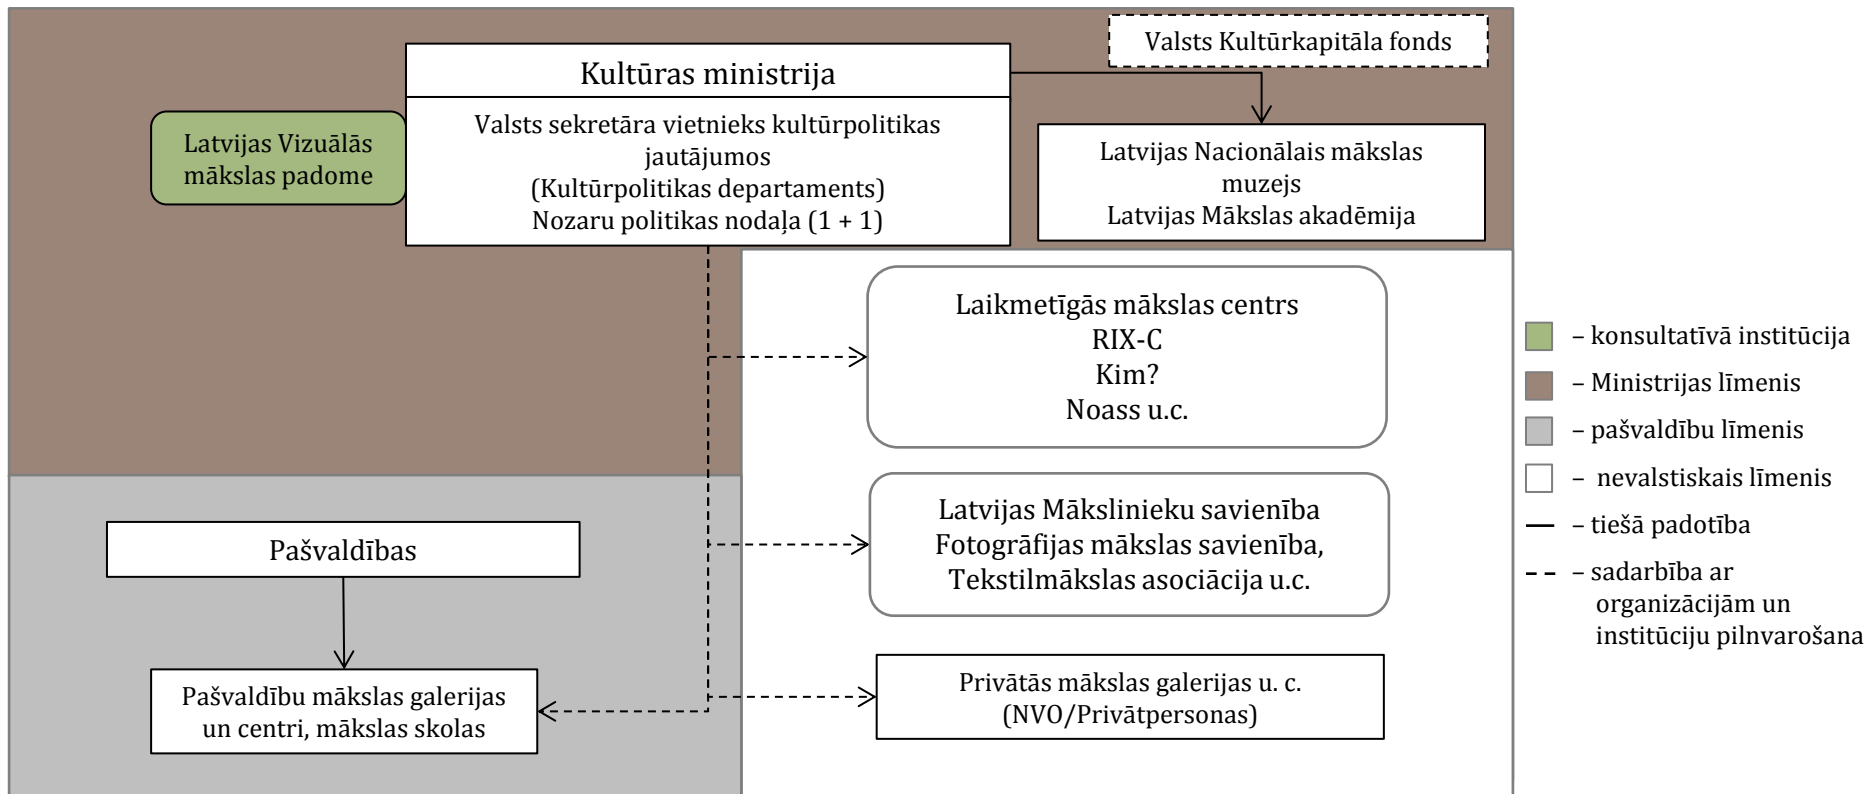 Valsts Kultūrkapitāla fonds
Kultūras ministrija
Valsts sekretāra vietnieks kultūrpolitikas
jautājumos
(Kultūrpolitikas departaments)
Nozaru politikas nodaļa (1 + 1)
Latvijas Vizuālās
mākslas padome
Latvijas Nacionālais mākslas
muzejs
Latvijas Mākslas akadēmija
Laikmetīgās mākslas centrs
RIX-C
Kim?
Noass u.c.
Latvijas Mākslinieku savienība
Fotogrāfijas mākslas savienība,
Tekstilmākslas asociācija u.c.
Pašvaldības
Pašvaldību mākslas galerijas
un centri, mākslas skolas
Privātās mākslas galerijas u. c.
(NVO/Privātpersonas)
– konsultatīvā institūcija
– Ministrijas līmenis
– pašvaldību līmenis
– nevalstiskais līmenis
– tiešā padotība
– sadarbība ar
organizācijām un
institūciju pilnvarošana